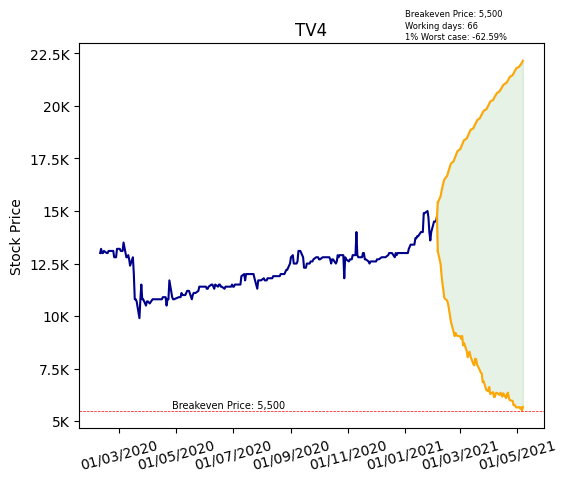 Breakeven Price: 5,500
Working days: 66
1% Worst case: -62.59%
TV4
Stock Price
22.5K
20K
17.5K
15K
12.5K
10K
7.5K
5K
Breakeven Price: 5,500
01/03/2020
01/05/2020
01/07/2020
01/09/2020
01/11/2020
01/01/2021
01/03/2021
01/05/2021